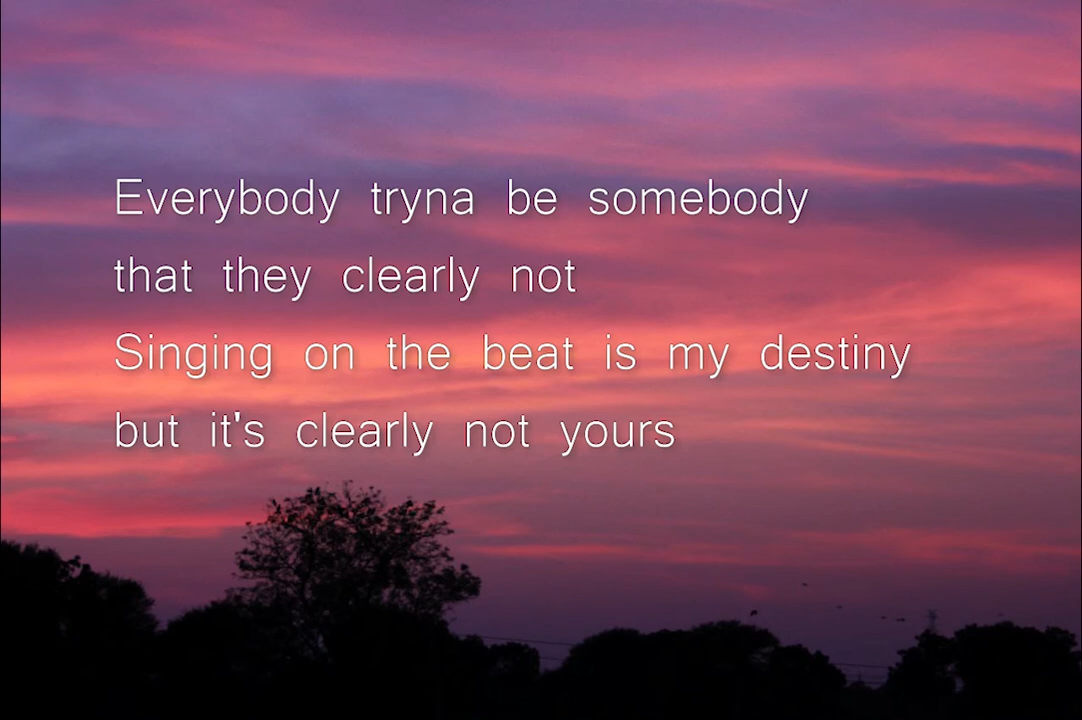 Everybody tryna be somebody
that they clearly not
Singing on the beat is my destiny
but it's clearly not yours